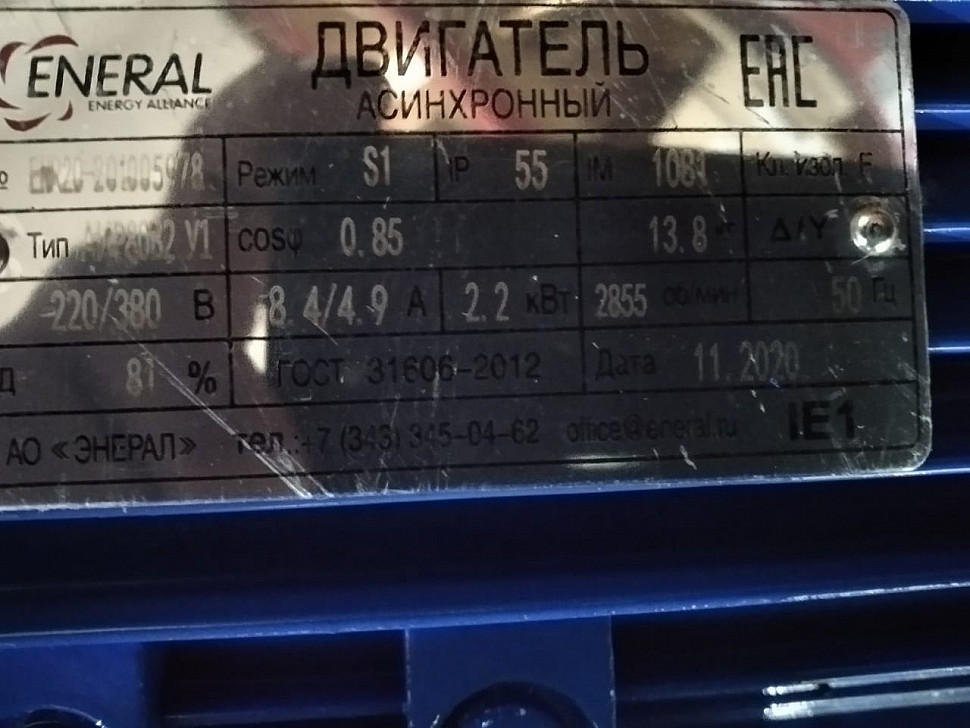 ENERAL
ENERGY ALLIANCE
ДВИГАТЕЛЬ
АСИНХРОННЫЙ
EAC
№ Режим S1 IP 55 IM 1081 Кл. изол. F
Тип У1 cosφ 0.85 13.8 кг Δ/Y
220/380 В 8.4/4.9 А 2.2 кВт 2855 об/мин 50 Гц
Д 81 % ГОСТ 31606-2012 Дата 11.2020
АО «ЭНЕРАЛ» тел.:+7 (343) 345-04-62 office@eneral.ru IE1